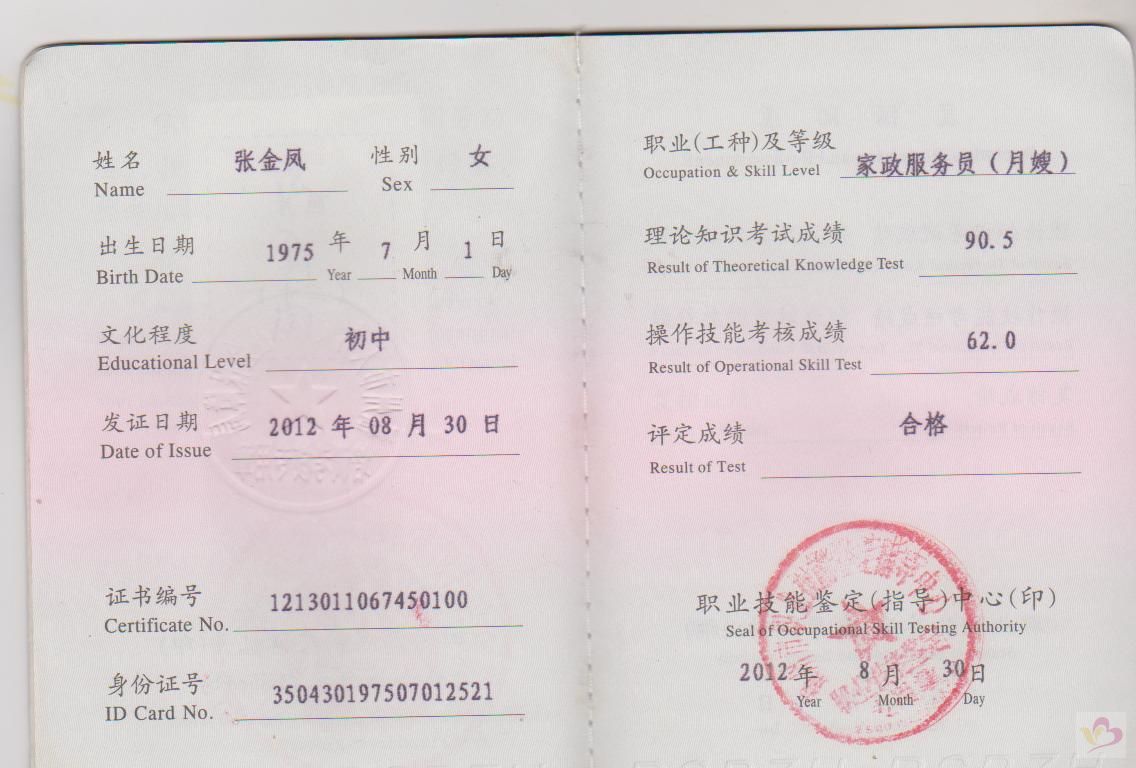 姓名 张金凤 性别 女
Name Sex
出生日期 1975 年 7 月 1 日
Birth Date Year Month Day
文化程度 初中
Educational Level
发证日期 2012 年 08 月 30 日
Date of Issue
证书编号 1213011067450100
Certificate No.
身份证号 350430197507012521
ID Card No.
职业(工种)及等级 家政服务员（月嫂）
Occupation & Skill Level
理论知识考试成绩 90.5
Result of Theoretical Knowledge Test
操作技能考核成绩 62.0
Result of Operational Skill Test
评定成绩 合格
Result of Test
职业技能鉴定(指导)中心(印)
Seal of Occupational Skill Testing Authority
2012 年 8 月 30 日
Year Month Day